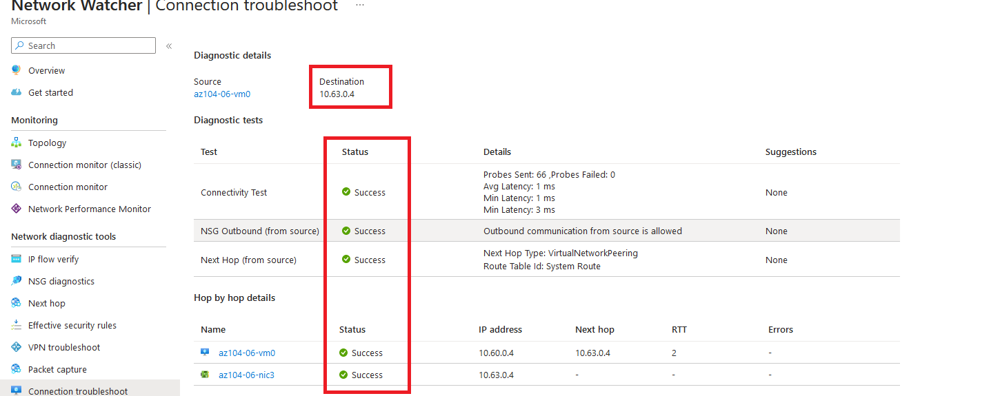 Network Watcher | Connection troubleshoot ...
Microsoft
Search «
Overview
Get started
Monitoring
Topology
Connection monitor (classic)
Connection monitor
Network Performance Monitor
Network diagnostic tools
IP flow verify
NSG diagnostics
Next hop
Effective security rules
VPN troubleshoot
Packet capture
Connection troubleshoot
Diagnostic details
Source Destination
az104-06-vm0 10.63.0.4
Diagnostic tests
Test Status Details Suggestions
Connectivity Test Success Probes Sent: 66 ,Probes Failed: 0 None
Avg Latency: 1 ms
Min Latency: 1 ms
Min Latency: 3 ms
NSG Outbound (from source) Success Outbound communication from source is allowed None
Next Hop (from source) Success Next Hop Type: VirtualNetworkPeering None
Route Table Id: System Route
Hop by hop details
Name Status IP address Next hop RTT Errors
az104-06-vm0 Success 10.60.0.4 10.63.0.4 2 -
az104-06-nic3 Success 10.63.0.4 - - -